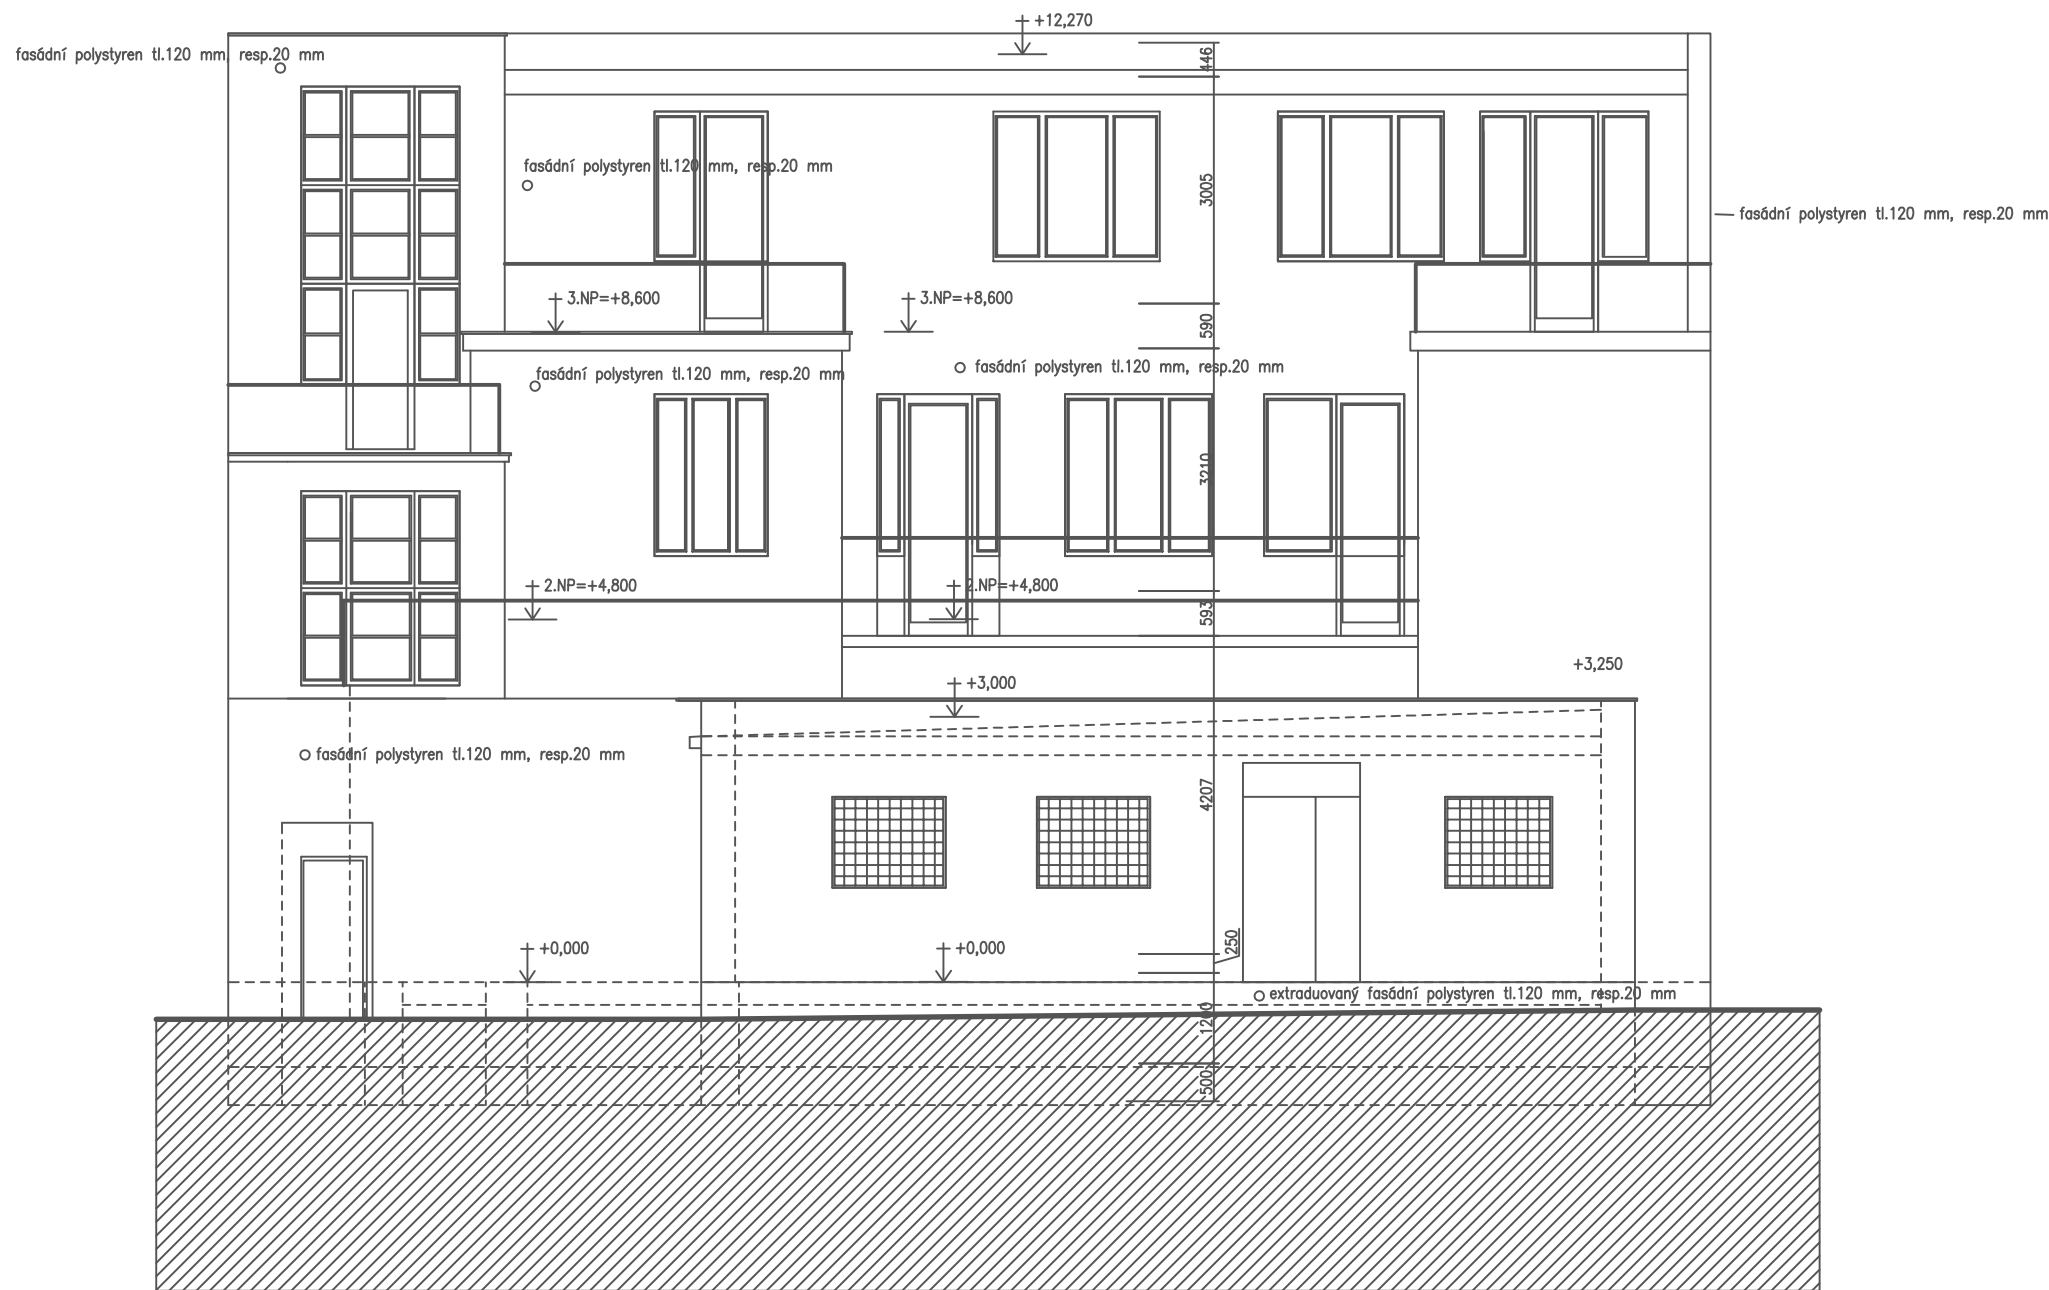 +12,270
446
fasádní polystyren tl.120 mm, resp.20 mm
fasádní polystyren tl.120 mm, resp.20 mm
3005
fasádní polystyren tl.120 mm, resp.20 mm
3.NP=+8,600
3.NP=+8,600
590
fasádní polystyren tl.120 mm, resp.20 mm
fasádní polystyren tl.120 mm, resp.20 mm
3210
2.NP=+4,800
2.NP=+4,800
593
+3,250
+3,000
fasádní polystyren tl.120 mm, resp.20 mm
4207
250
+0,000
+0,000
extraduovaný fasádní polystyren tl.120 mm, resp.20 mm
1200
500